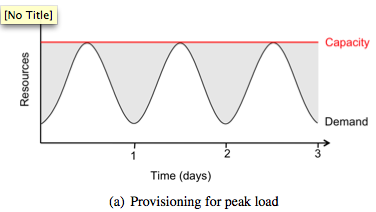 [No Title]
Capacity
Resources
Demand
1 2 3
Time (days)
(a) Provisioning for peak load